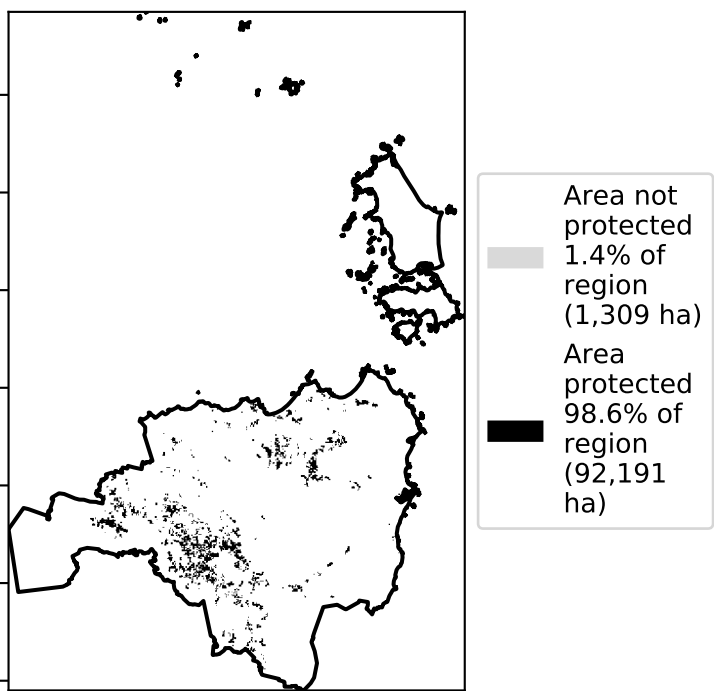 Area not
protected
1.4% of
region
(1,309 ha)
Area
protected
98.6% of
region
(92,191
ha)